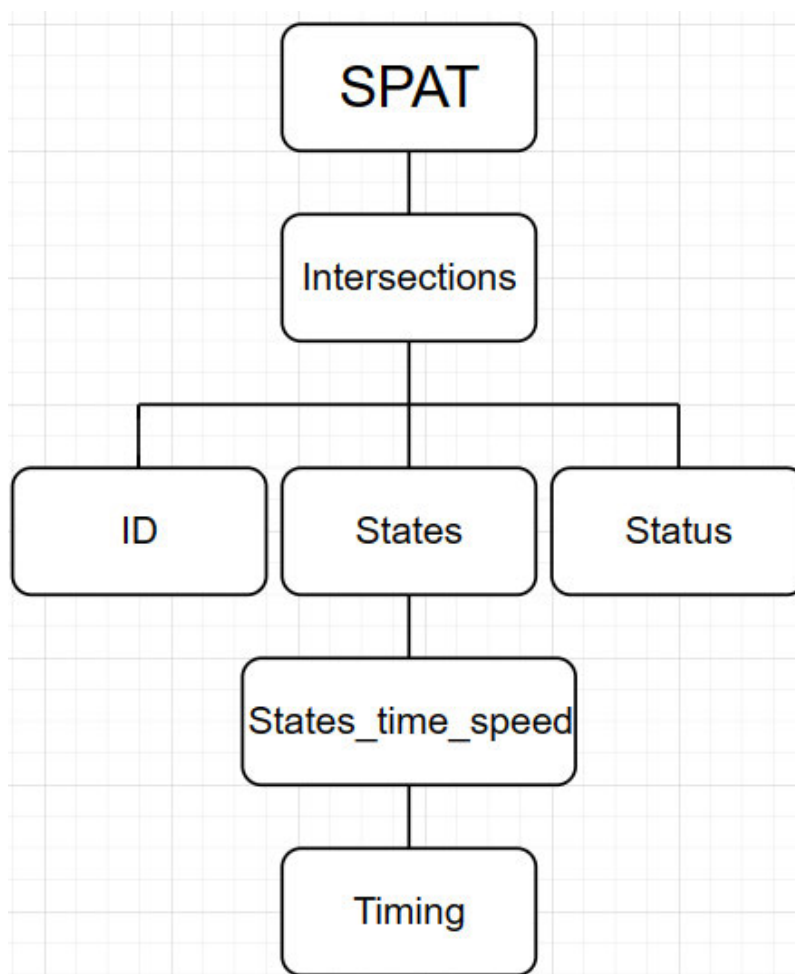 SPAT
Intersections
ID
States
Status
States_time_speed
Timing